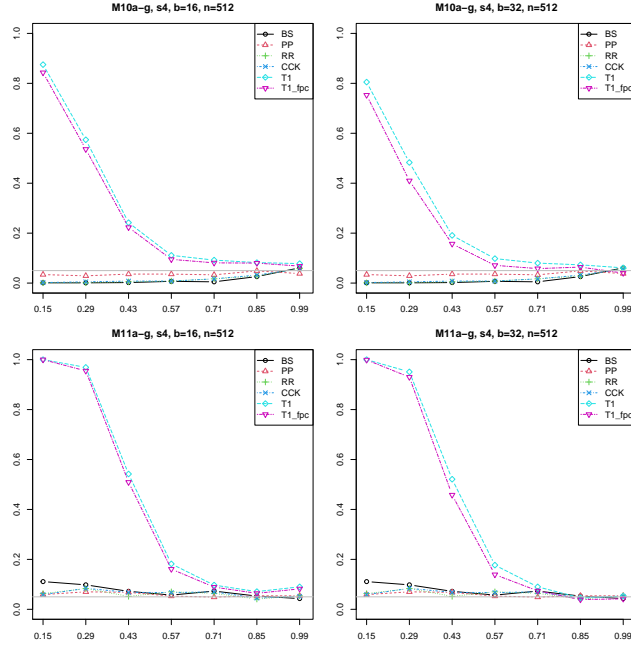 M10a-g, s4, b=16, n=512
BS
PP
RR
CCK
T1
T1_fpc
1.0
0.8
0.6
0.4
0.2
0.0
0.15 0.29 0.43 0.57 0.71 0.85 0.99
M10a-g, s4, b=32, n=512
BS
PP
RR
CCK
T1
T1_fpc
1.0
0.8
0.6
0.4
0.2
0.0
0.15 0.29 0.43 0.57 0.71 0.85 0.99
M11a-g, s4, b=16, n=512
BS
PP
RR
CCK
T1
T1_fpc
1.0
0.8
0.6
0.4
0.2
0.0
0.15 0.29 0.43 0.57 0.71 0.85 0.99
M11a-g, s4, b=32, n=512
BS
PP
RR
CCK
T1
T1_fpc
1.0
0.8
0.6
0.4
0.2
0.0
0.15 0.29 0.43 0.57 0.71 0.85 0.99